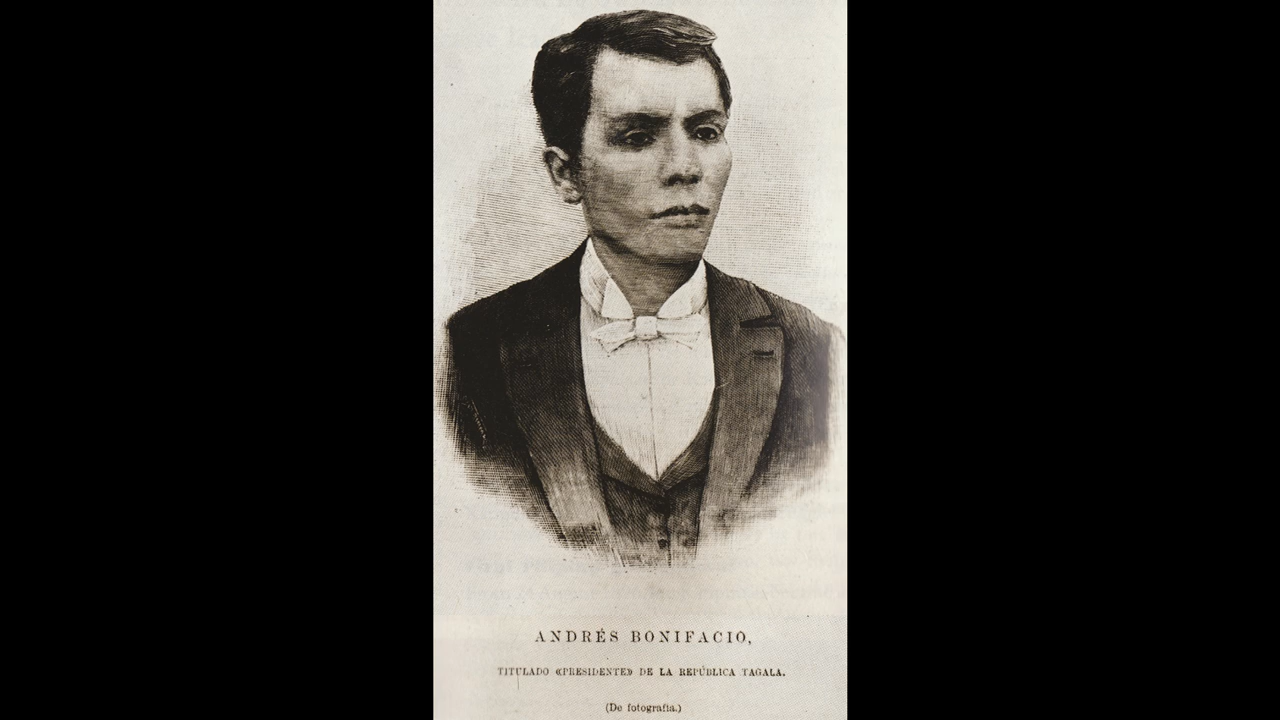 ANDRÉS BONIFACIO,
TITULADO «PRESIDENTE» DE LA REPÚBLICA TAGALA.
(De fotografía.)